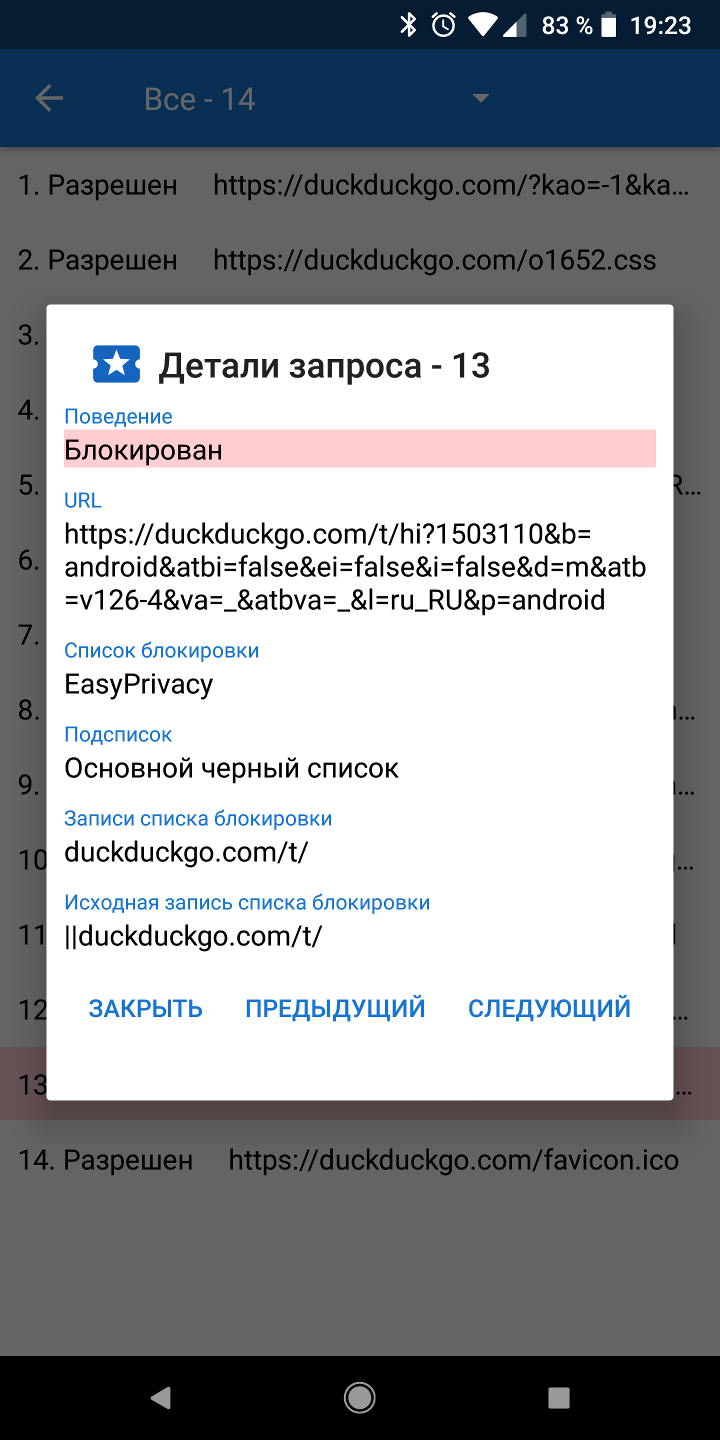 83 % 19:23
Все - 14
1. Разрешен https://duckduckgo.com/?kao=-1&ka...
2. Разрешен https://duckduckgo.com/o1652.css
3.
Детали запроса - 13
4.
Поведение
Блокирован
5.
R...
URL
https://duckduckgo.com/t/hi?1503110&b=
6.
android&atbi=false&ei=false&i=false&d=m&atb
=v126-4&va=_&atbva=_&l=ru_RU&p=android
7.
Список блокировки
EasyPrivacy
8.
...
Подсписок
Основной черный список
9.
...
Записи списка блокировки
10
duckduckgo.com/t/
...
Исходная запись списка блокировки
11
||duckduckgo.com/t/
12
ЗАКРЫТЬ ПРЕДЫДУЩИЙ СЛЕДУЮЩИЙ
...
13
...
14. Разрешен https://duckduckgo.com/favicon.ico